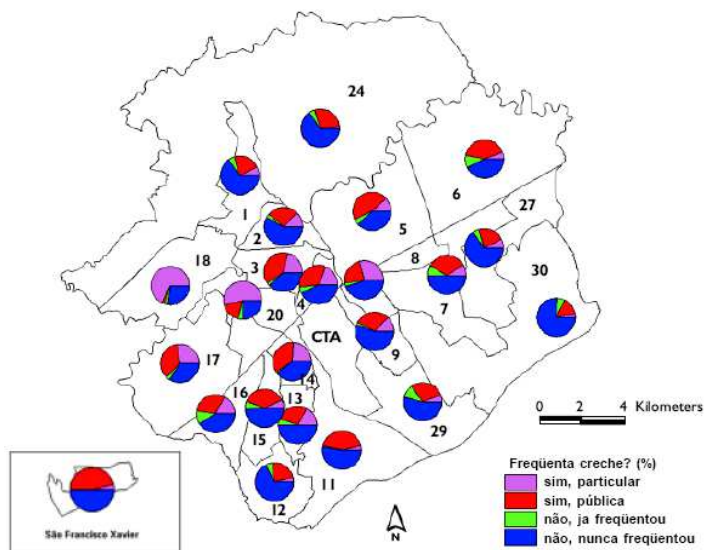 24
6
27
1
5
2
8
30
18
3
4
7
20
CTA
9
17
14
16
13
29
15
11
12
0 2 4 Kilometers
N
São Francisco Xavier
Freqüenta creche? (%)
sim, particular
sim, pública
não, ja freqüentou
não, nunca freqüentou